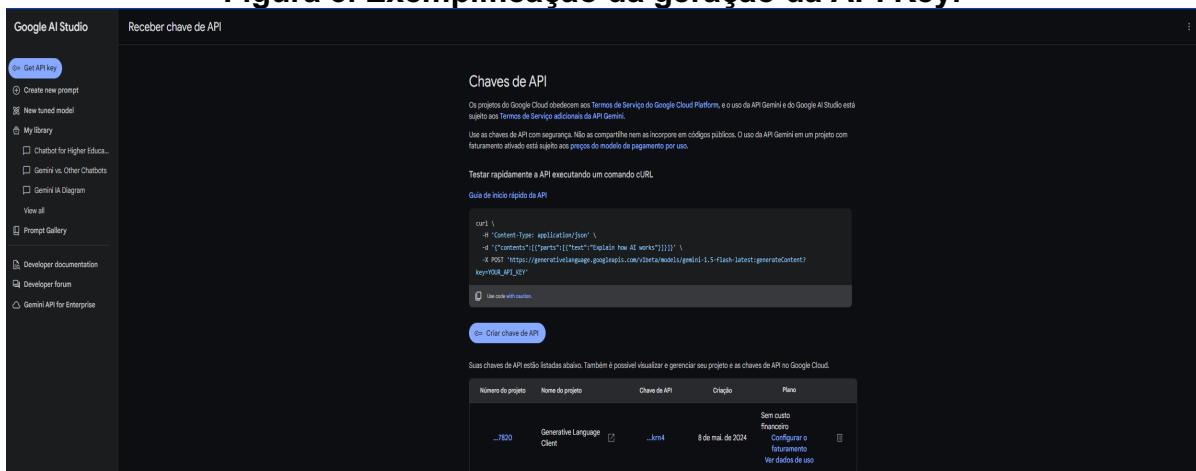 Figura 5. Exemplificação da geração da API Key.
Google AI Studio
Receber chave de API
Get API key
Create new prompt
New tuned model
My library
Chatbot for Higher Educa...
Gemini vs. Other Chatbots
Gemini IA Diagram
View all
Prompt Gallery
Developer documentation
Developer forum
Gemini API for Enterprise
Chaves de API
Os projetos do Google Cloud obedecem aos Termos de Serviço do Google Cloud Platform, e o uso da API Gemini e do Google AI Studio está
sujeito aos Termos de Serviço adicionais da API Gemini.
Use as chaves de API com segurança. Não as compartilhe nem as incorpore em códigos públicos. O uso da API Gemini em um projeto com
faturamento ativado está sujeito aos preços do modelo de pagamento por uso.
Testar rapidamente a API executando um comando cURL
Guia de início rápido da API
curl \
-H 'Content-Type: application/json' \
-d '{"contents":[{"parts":[{"text":"Explain how AI works"}]}]}' \
-X POST 'https://generativelanguage.googleapis.com/v1beta/models/gemini-1.5-flash-latest:generateContent?
key=YOUR_API_KEY'
Use code with caution.
Criar chave de API
Suas chaves de API estão listadas abaixo. Também é possível visualizar e gerenciar seu projeto e as chaves de API no Google Cloud.
Número do projeto Nome do projeto Chave de API Criação Plano
...7820 Generative Language Client ...krn4 8 de mai. de 2024 Sem custo
financeiro
Configurar o
faturamento
Ver dados de uso